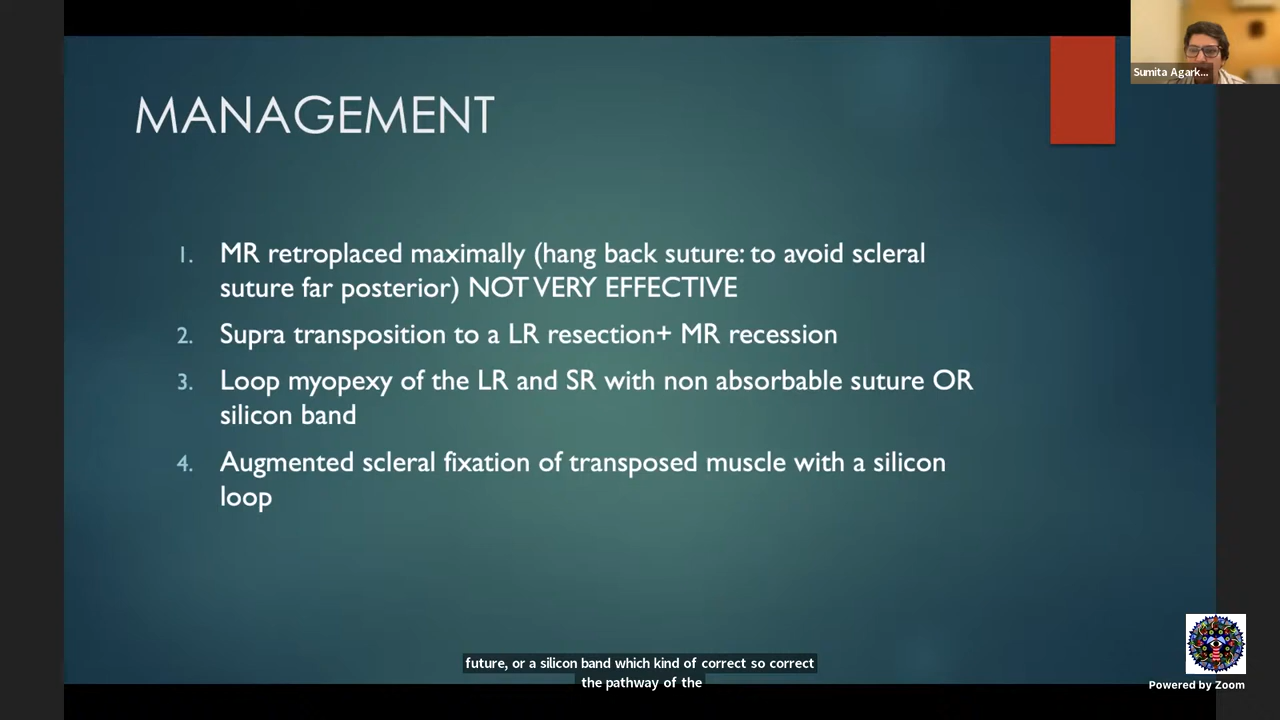 Sumita Agark...
MANAGEMENT
1. MR retroplaced maximally (hang back suture: to avoid scleral
suture far posterior) NOT VERY EFFECTIVE
2. Supra transposition to a LR resection+ MR recession
3. Loop myopexy of the LR and SR with non absorbable suture OR
silicon band
4. Augmented scleral fixation of transposed muscle with a silicon
loop
future, or a silicon band which kind of correct so correct
the pathway of the
Powered by Zoom